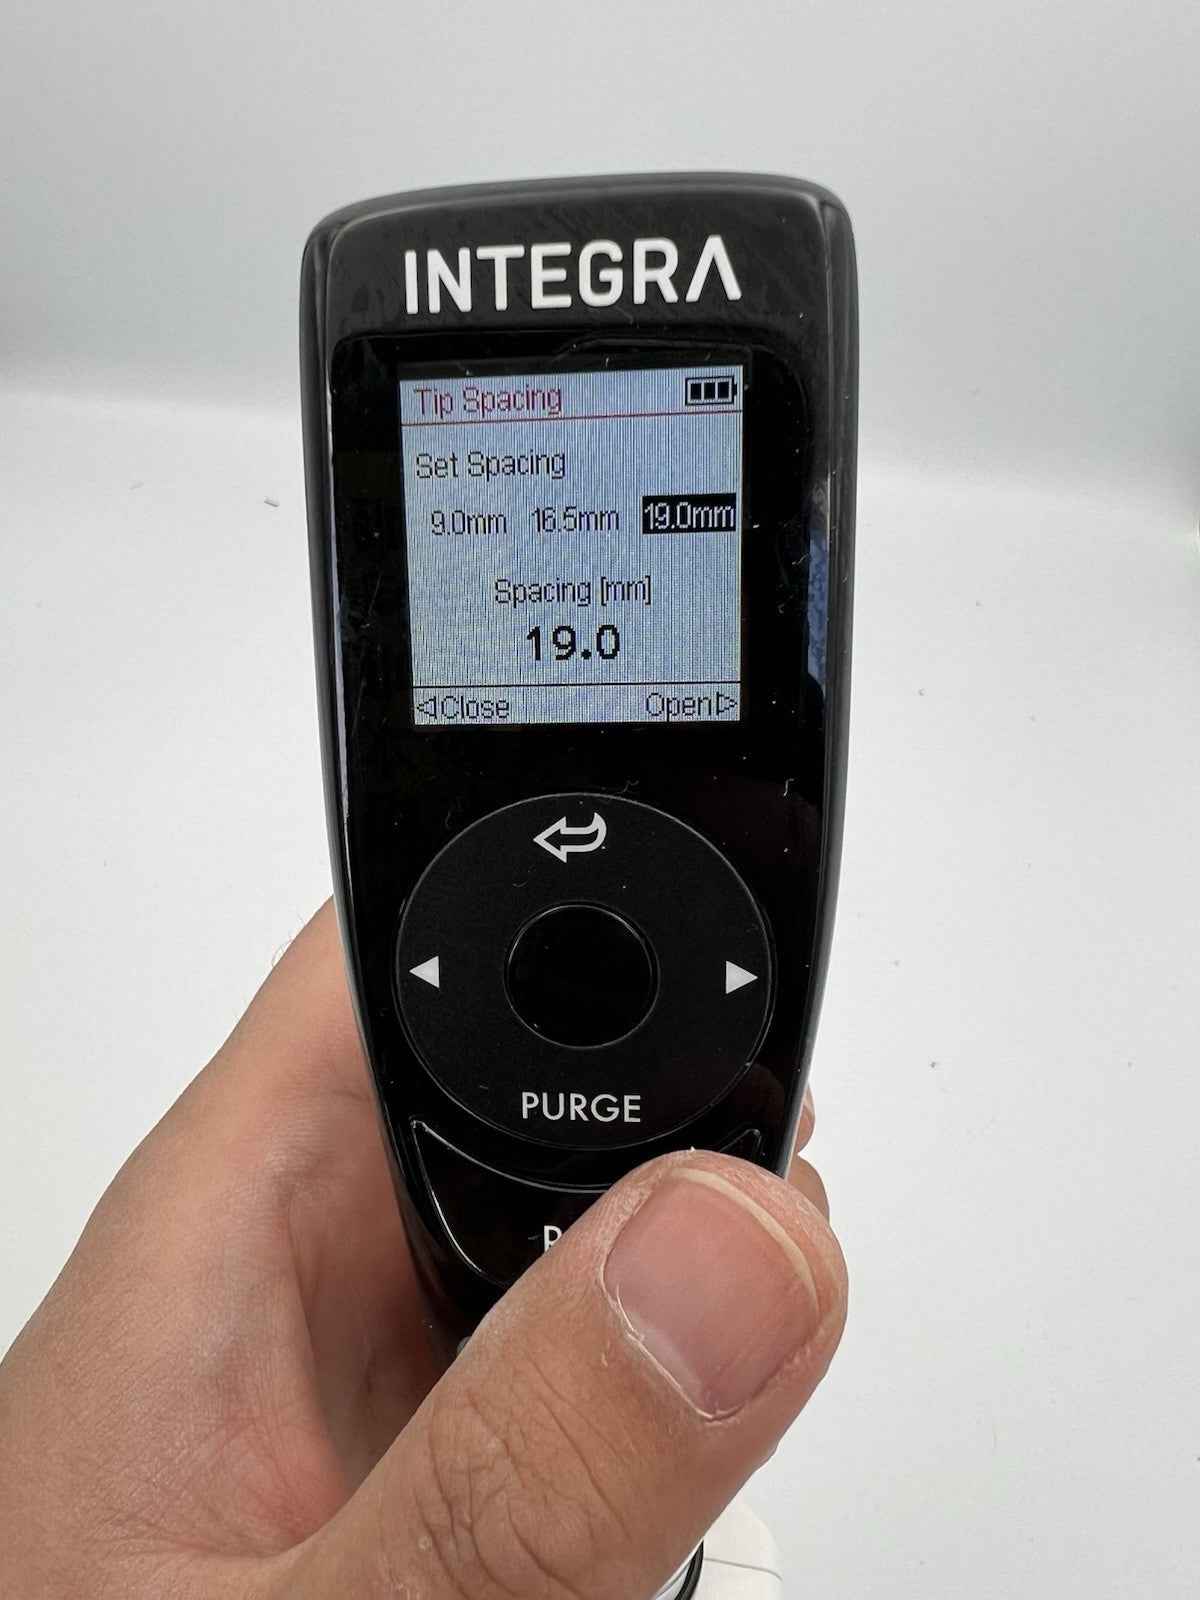 INTEGRA
Tip Spacing
Set Spacing
9.0mm 16.5mm 19.0mm
Spacing [mm]
19.0
Close Open
PURGE